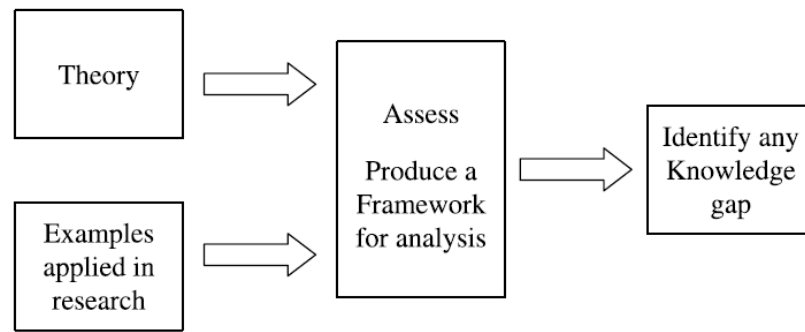 Theory
Examples
applied in
research
Assess
Produce a
Framework
for analysis
Identify any
Knowledge
gap